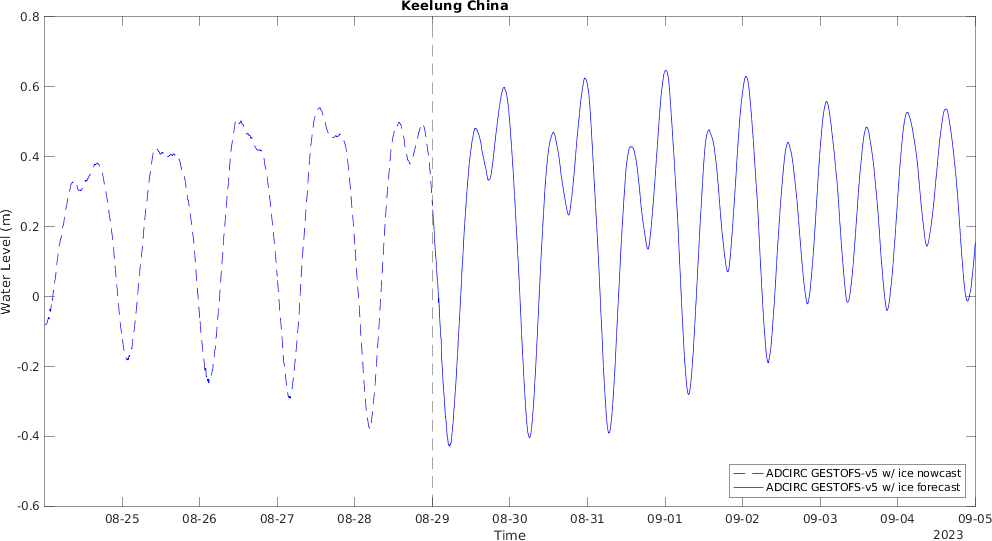 Keelung China
0.8
0.6
0.4
0.2
0
-0.2
-0.4
-0.6
Water Level (m)
ADCIRC GESTOFS-v5 w/ ice nowcast
ADCIRC GESTOFS-v5 w/ ice forecast
08-25 08-26 08-27 08-28 08-29 08-30 08-31 09-01 09-02 09-03 09-04 09-05
Time
2023